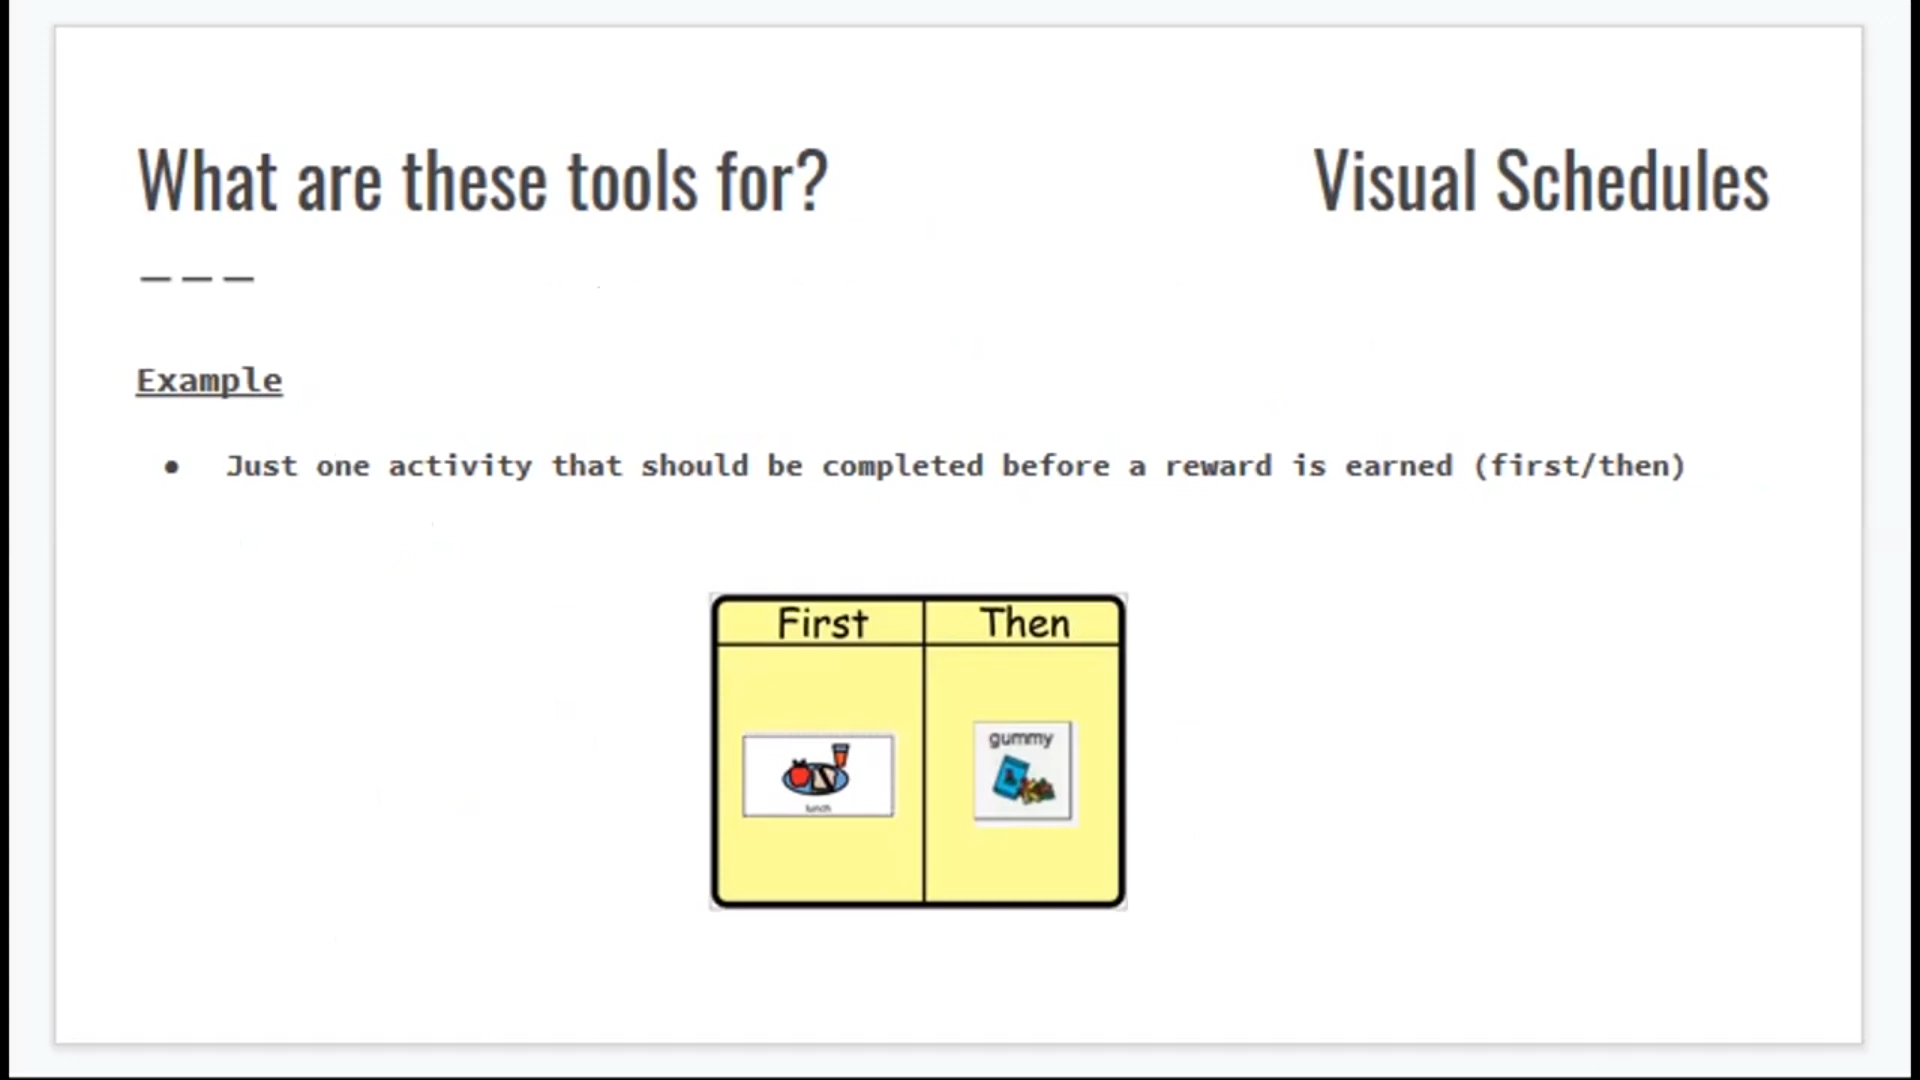 What are these tools for?
Visual Schedules
Example
● Just one activity that should be completed before a reward is earned (first/then)
First
Then
lunch
gummy